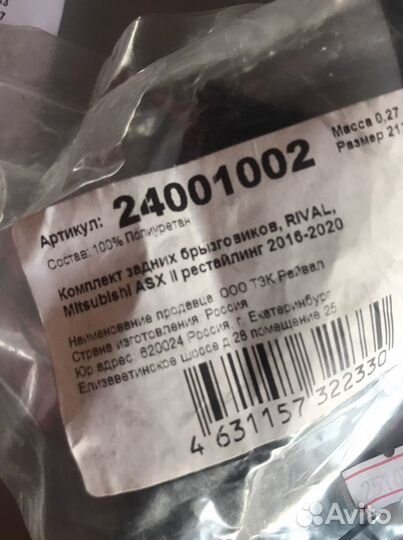 Артикул: 24001002
Масса 0,27
Размер 21
Состав: 100% Полиуретан
Комплект задних брызговиков, RIVAL,
Mitsubishi ASX II рестайлинг 2016-2020
Наименование продавца: ООО ТЭК Рейвал
Страна изготовления: Россия
Юр адрес: 620024 Россия, г. Екатеринбург
Елизаветинское шоссе д 28 помещение 25
4 631157 322330
Avito